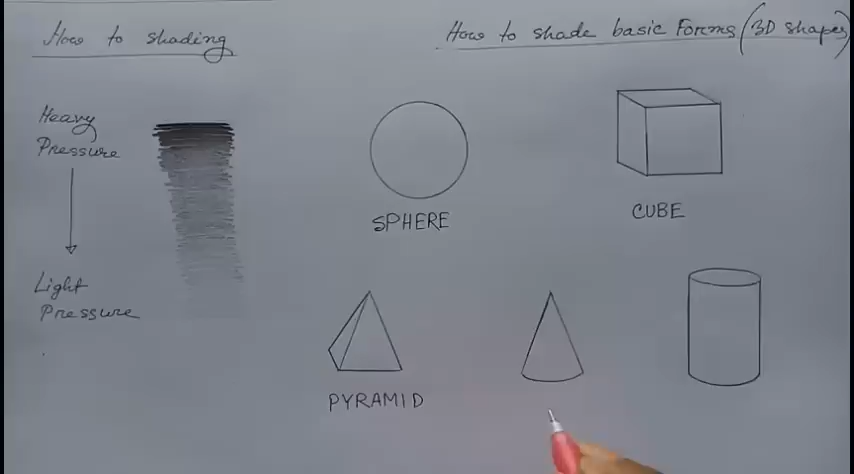 How to shading
How to shade basic Forms (3D shapes)
Heavy
Pressure
Light
Pressure
SPHERE
CUBE
PYRAMID